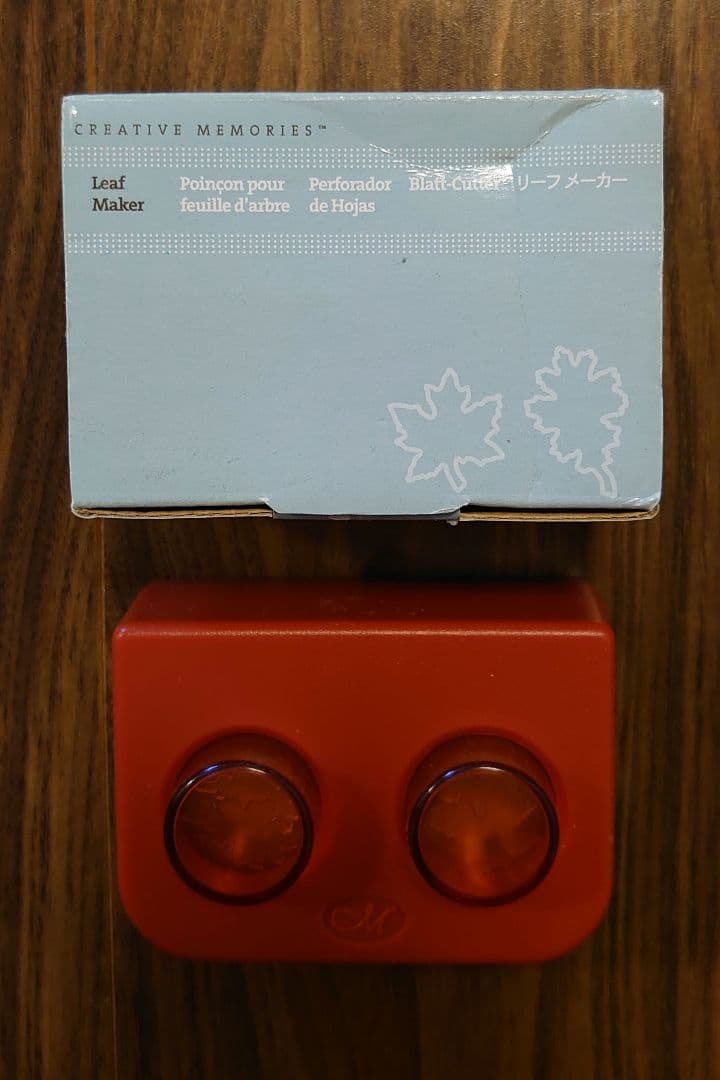 CREATIVE MEMORIES™
Leaf
Maker
Poinçon pour
feuille d'arbre
Perforador
de Hojas
Blatt-Cutter
リーフメーカー